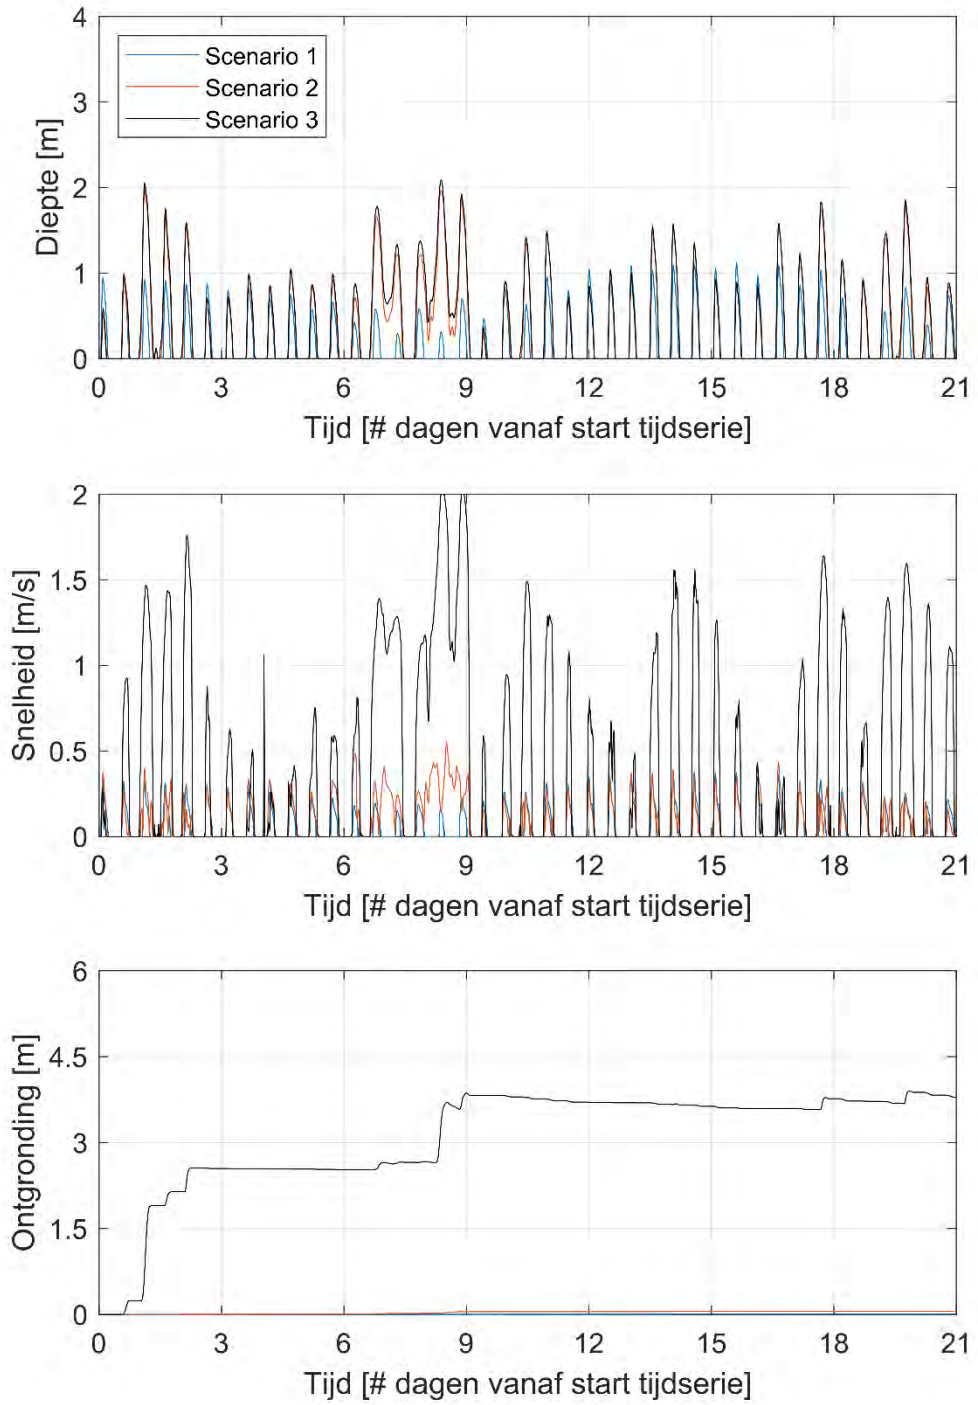 4
3
2
1
0
Diepte [m]
Scenario 1
Scenario 2
Scenario 3
0 3 6 9 12 15 18 21
Tijd [# dagen vanaf start tijdserie]
2
1.5
1
0.5
0
Snelheid [m/s]
0 3 6 9 12 15 18 21
Tijd [# dagen vanaf start tijdserie]
6
4.5
3
1.5
0
Ontgronding [m]
0 3 6 9 12 15 18 21
Tijd [# dagen vanaf start tijdserie]